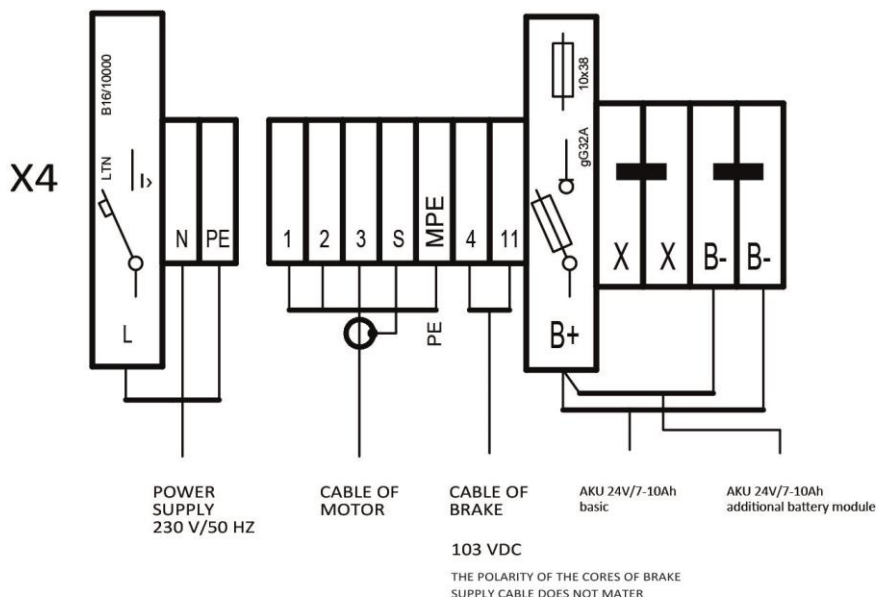 X4
B16/10000
LTN
I>
L
N
PE
1
2
3
S
MPE
4
11
PE
10x38
gG32A
B+
X
X
B-
B-
POWER
SUPPLY
230 V/50 HZ
CABLE OF
MOTOR
CABLE OF
BRAKE
103 VDC
THE POLARITY OF THE CORES OF BRAKE
SUPPLY CABLE DOES NOT MATER
AKU 24V/7-10Ah
basic
AKU 24V/7-10Ah
additional battery module